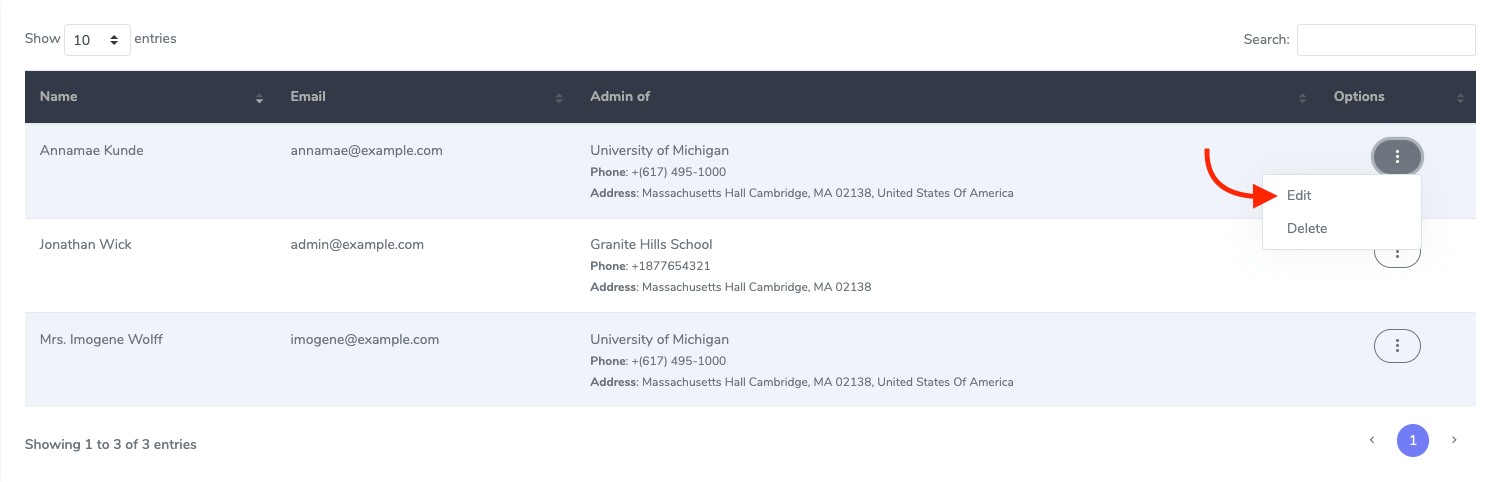 Show 10 entries Search:
Name Email Admin of Options
Annamae Kunde annamae@example.com University of Michigan
Phone: +(617) 495-1000
Address: Massachusetts Hall Cambridge, MA 02138, United States Of America
Edit
Delete
Jonathan Wick admin@example.com Granite Hills School
Phone: +1877654321
Address: Massachusetts Hall Cambridge, MA 02138
Mrs. Imogene Wolff imogene@example.com University of Michigan
Phone: +(617) 495-1000
Address: Massachusetts Hall Cambridge, MA 02138, United States Of America
Showing 1 to 3 of 3 entries 1